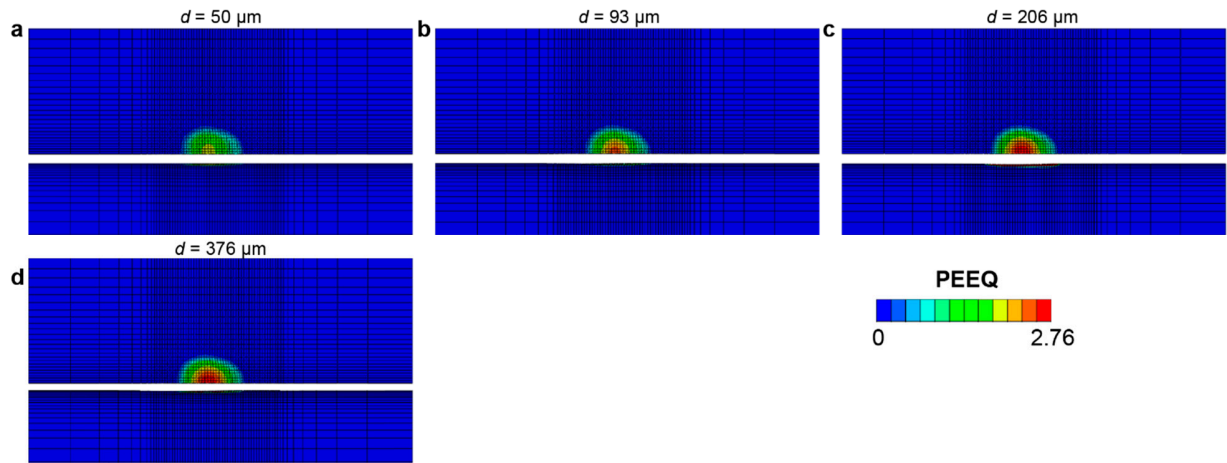 a
d = 50 µm
b
d = 93 µm
c
d = 206 µm
d
d = 376 µm
PEEQ
0 2.76